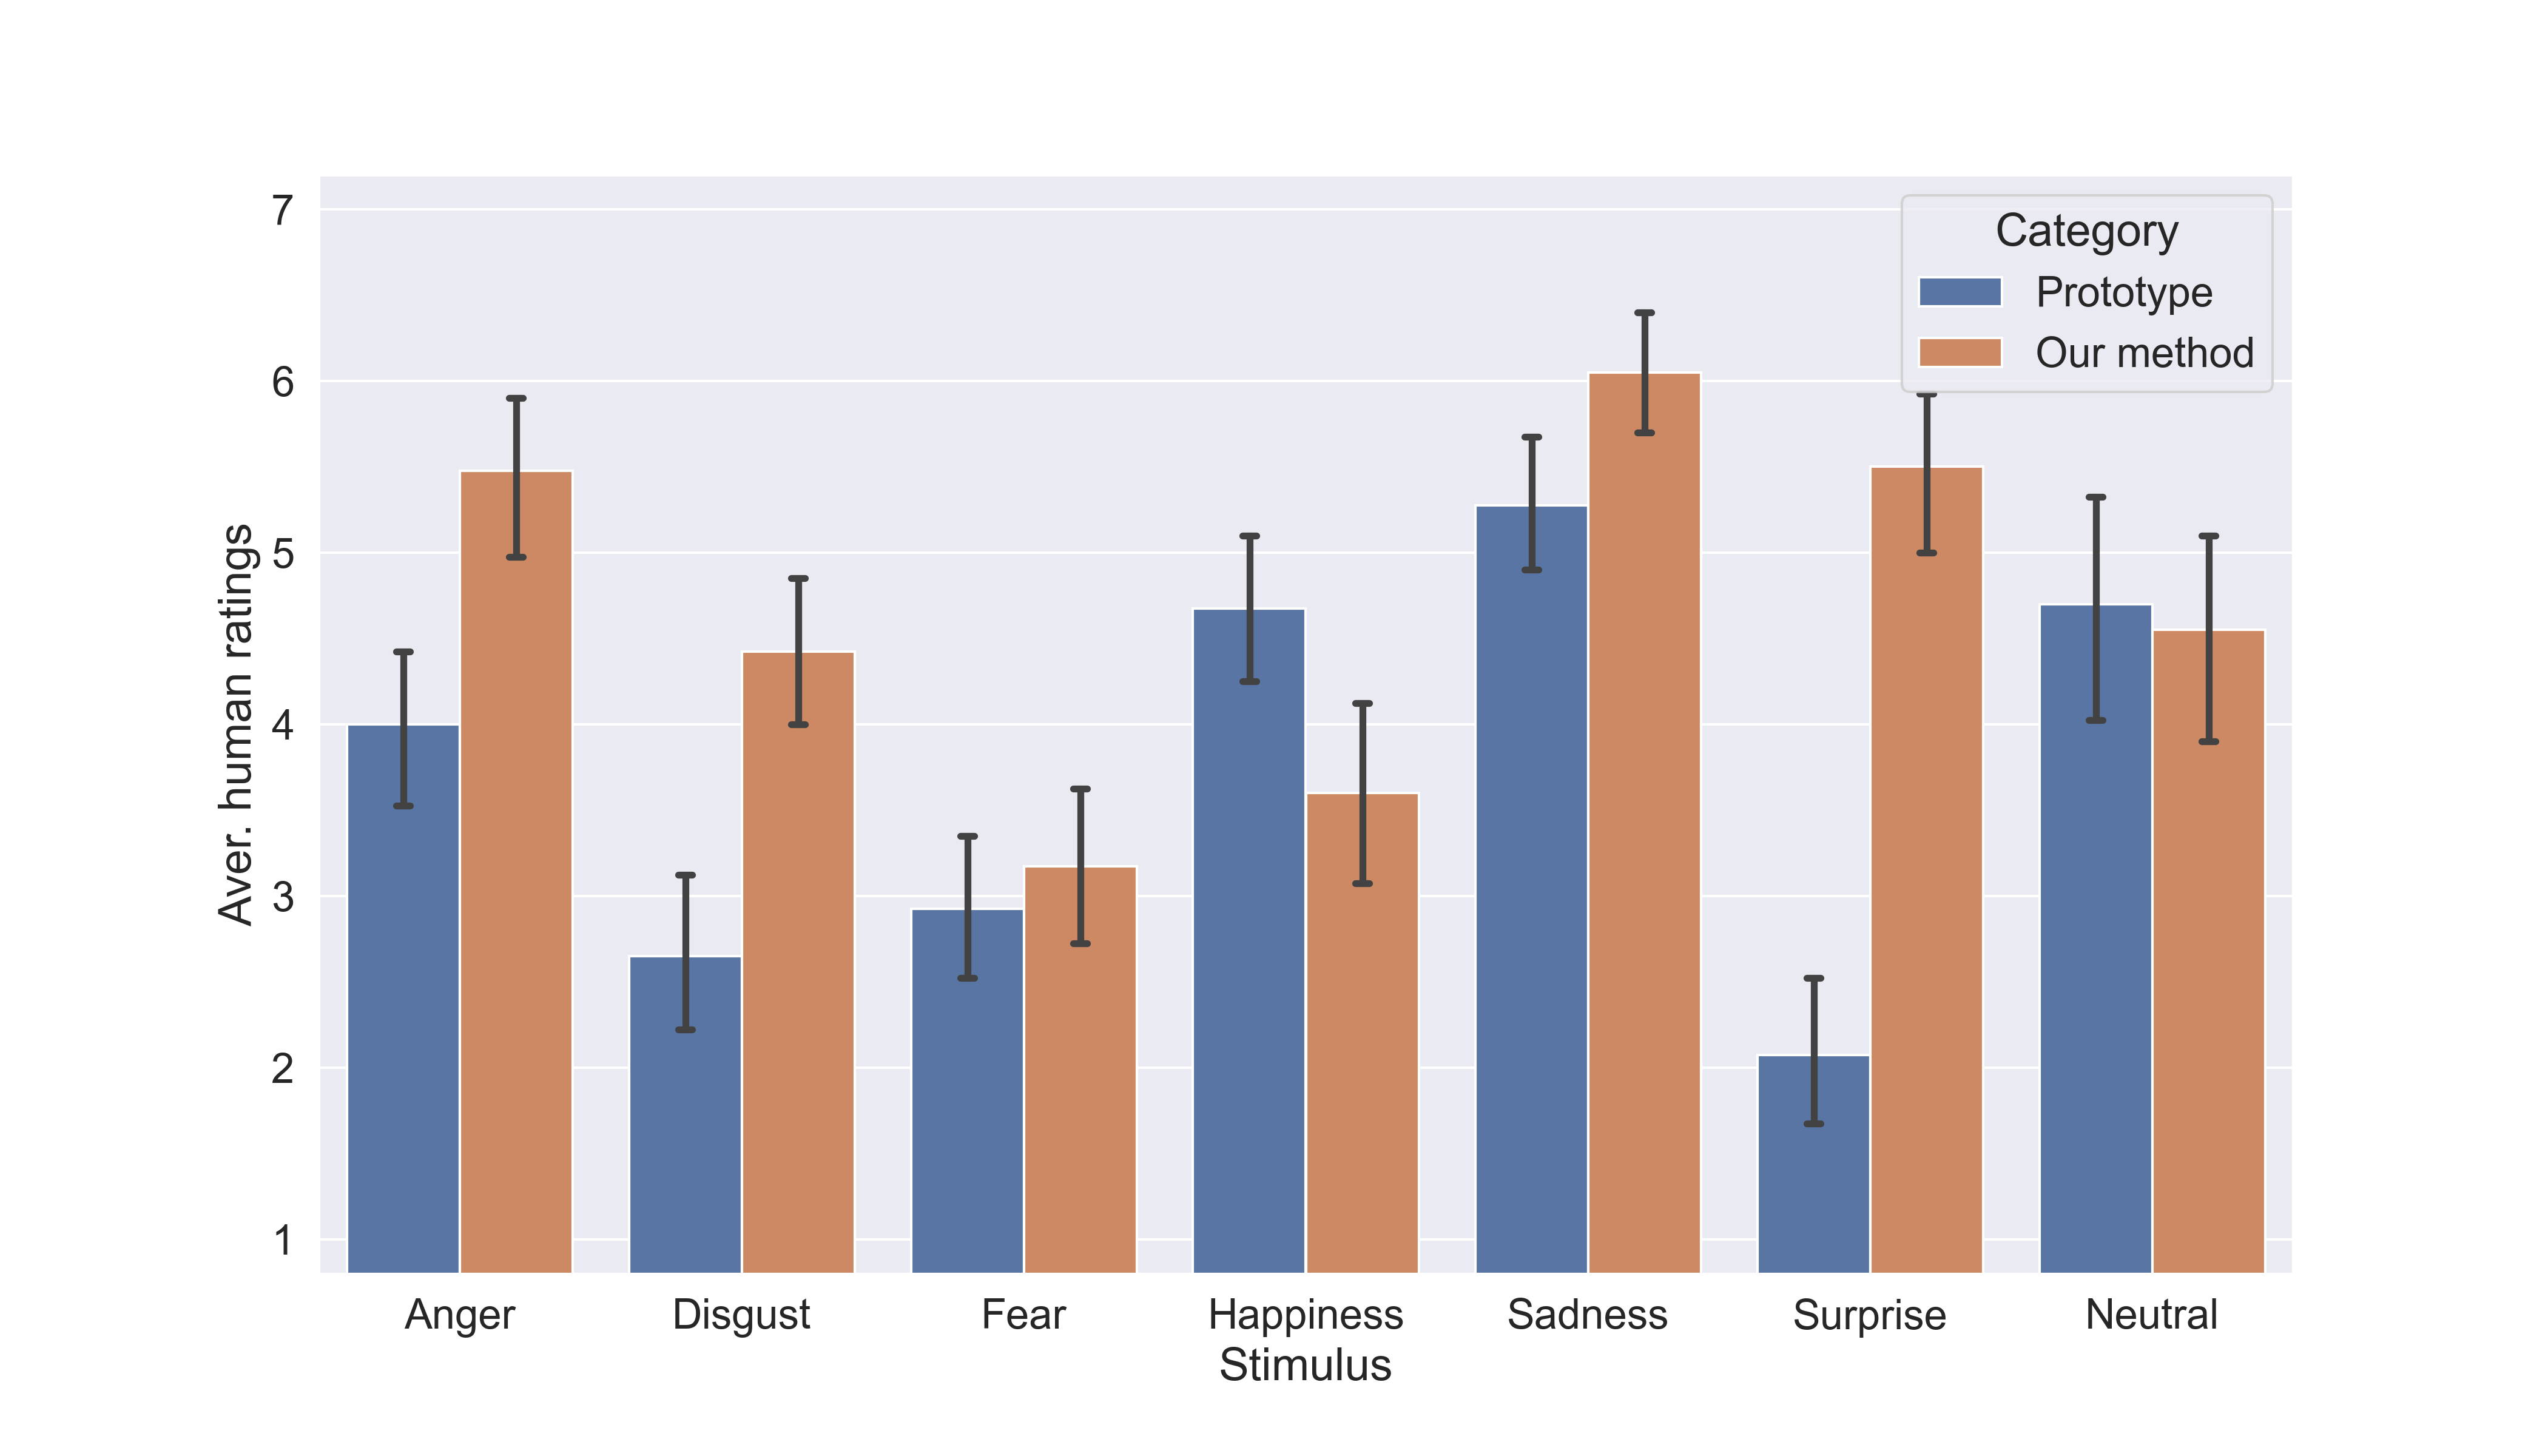 7
6
5
4
3
2
1
Aver. human ratings
Category
Prototype
Our method
Anger Disgust Fear Happiness Sadness Surprise Neutral
Stimulus